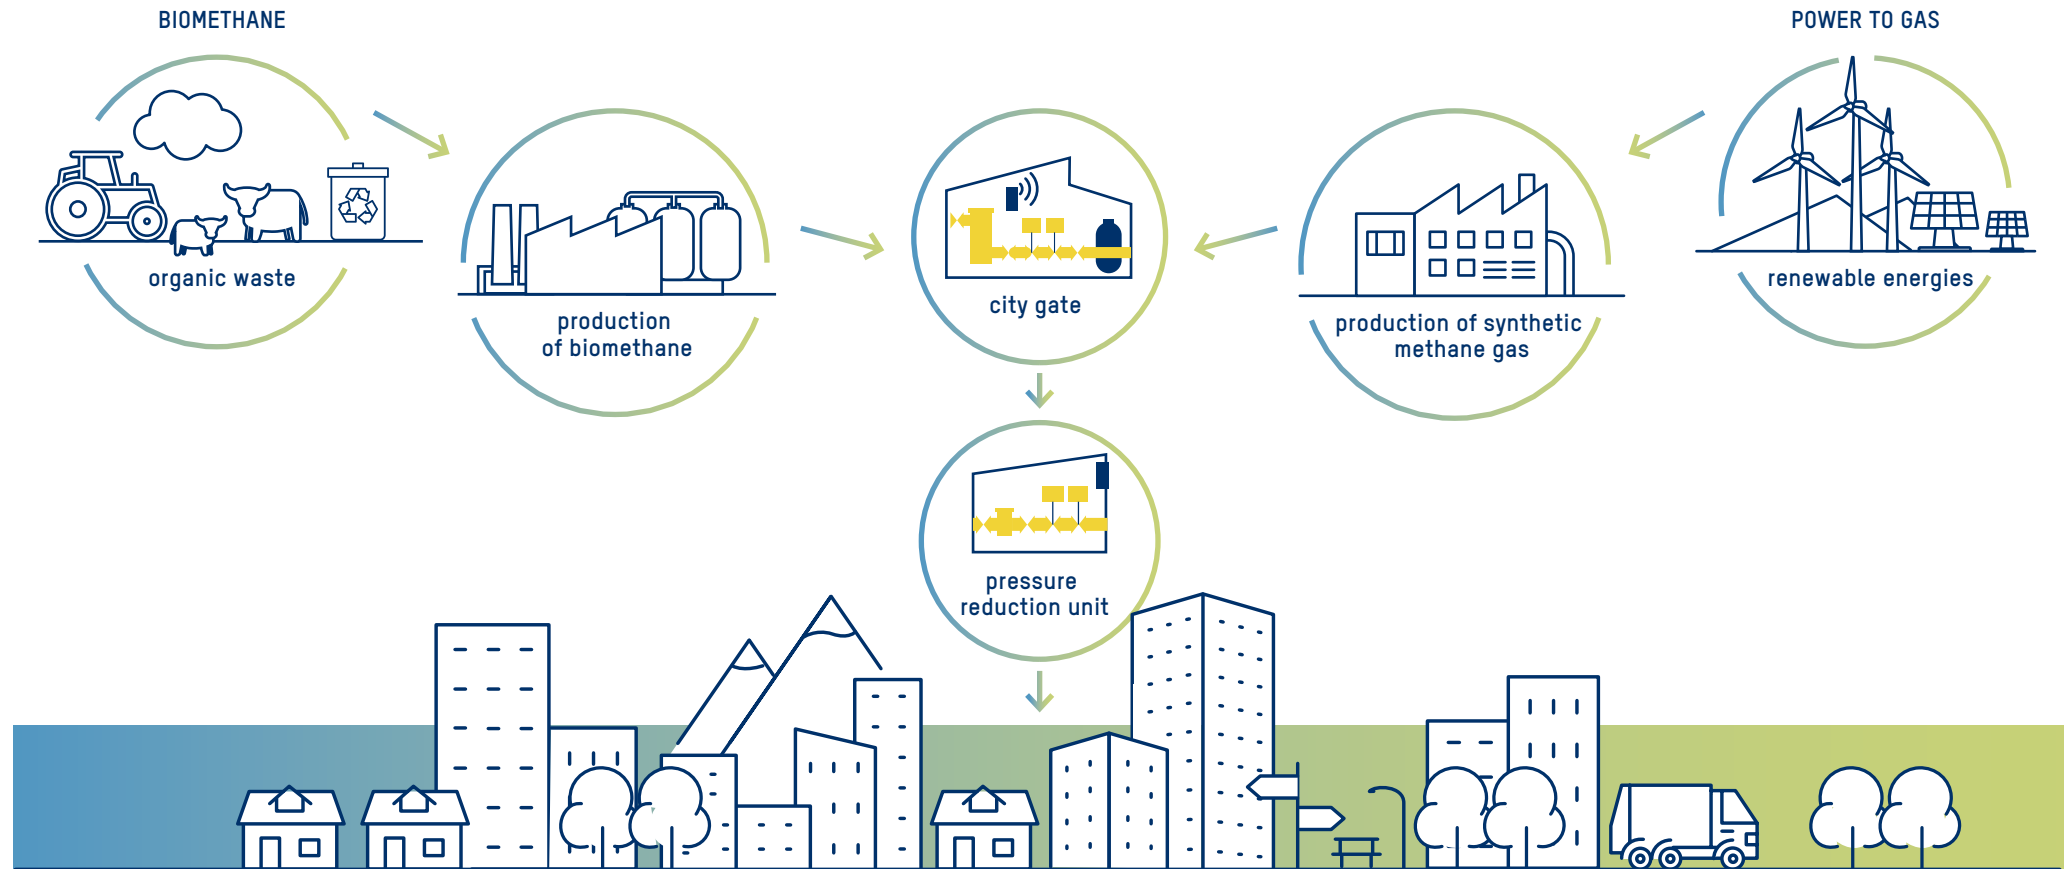 BIOMETHANE
POWER TO GAS
organic waste
production
of biomethane
city gate
production of synthetic
methane gas
renewable energies
pressure
reduction unit